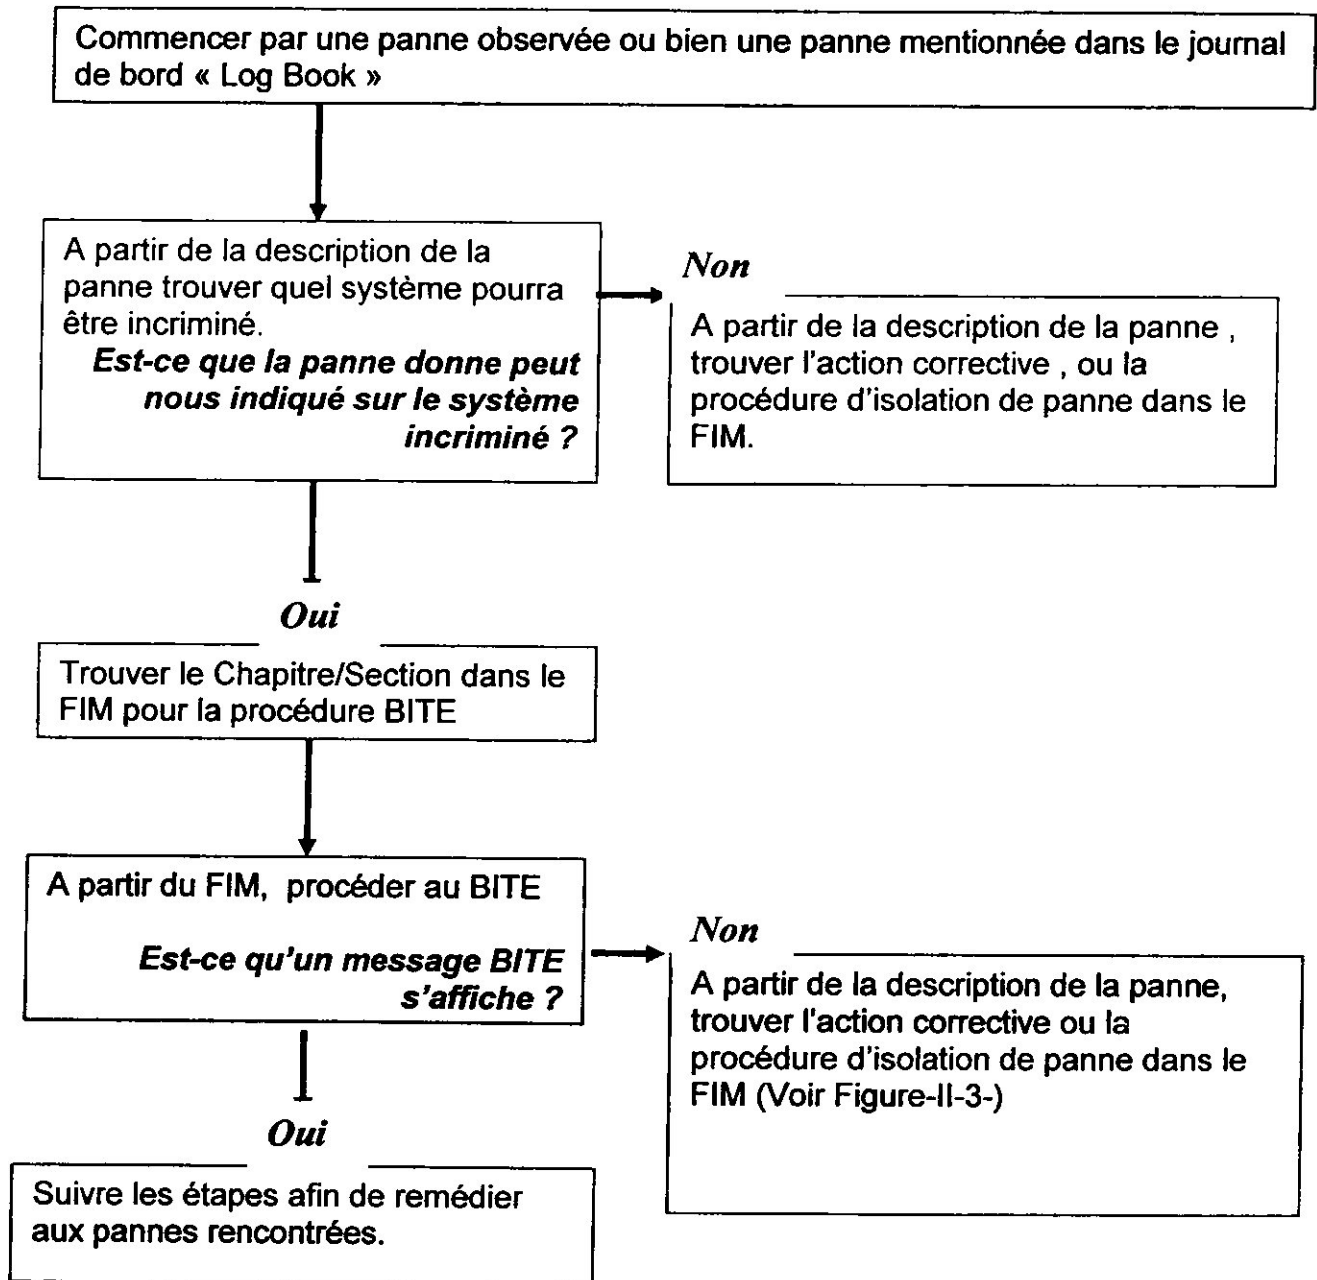 Commencer par une panne observée ou bien une panne mentionnée dans le journal
de bord « Log Book »
A partir de la description de la
panne trouver quel système pourra
être incriminé.
Est-ce que la panne donne peut
nous indiqué sur le système
incriminé ?
Non
A partir de la description de la panne ,
trouver l'action corrective , ou la
procédure d'isolation de panne dans le
FIM.
Oui
Trouver le Chapitre/Section dans le
FIM pour la procédure BITE
A partir du FIM, procéder au BITE
Est-ce qu'un message BITE
s'affiche ?
Non
A partir de la description de la panne,
trouver l'action corrective ou la
procédure d'isolation de panne dans le
FIM (Voir Figure-II-3-)
Oui
Suivre les étapes afin de remédier
aux pannes rencontrées.